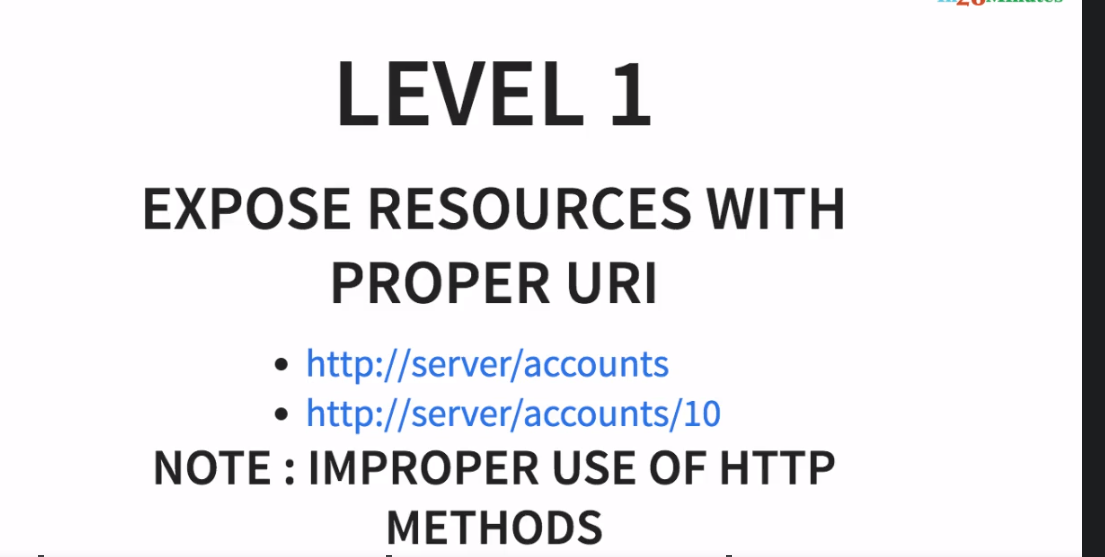 LEVEL 1
EXPOSE RESOURCES WITH
PROPER URI
http://server/accounts
http://server/accounts/10
NOTE : IMPROPER USE OF HTTP
METHODS